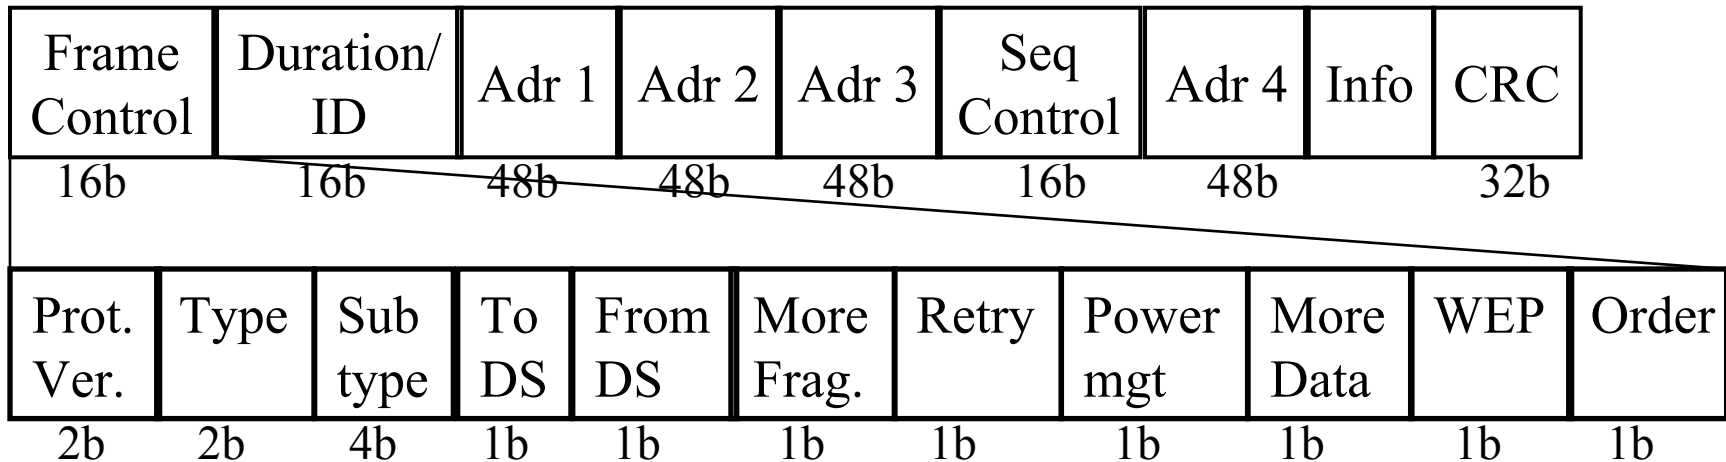 Frame Control
Duration/ ID
Adr 1
Adr 2
Adr 3
Seq Control
Adr 4
Info
CRC
16b 16b 48b 48b 48b 16b 48b 32b
Prot. Ver.
Type
Sub type
To DS
From DS
More Frag.
Retry
Power mgt
More Data
WEP
Order
2b 2b 4b 1b 1b 1b 1b 1b 1b 1b 1b